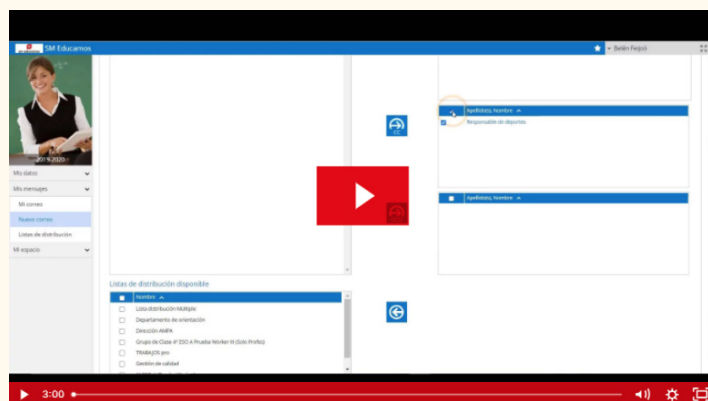 SM Educamos
Belén Feijoó
2019-2020
Mis datos
Mis mensajes
Mi correo
Nuevo correo
Listas de distribución
Mi espacio
CC
Apellido(s), Nombre
Responsable de deportes
Apellido(s), Nombre
Listas de distribución disponible
Nombre
Lista distribución Múltiple
Departamento de orientación
Dirección AMPA
Grupo de Clase 4º ESO A Prueba Worker III (Solo Profes)
TRABAJOS pro
Gestión de calidad
3:00